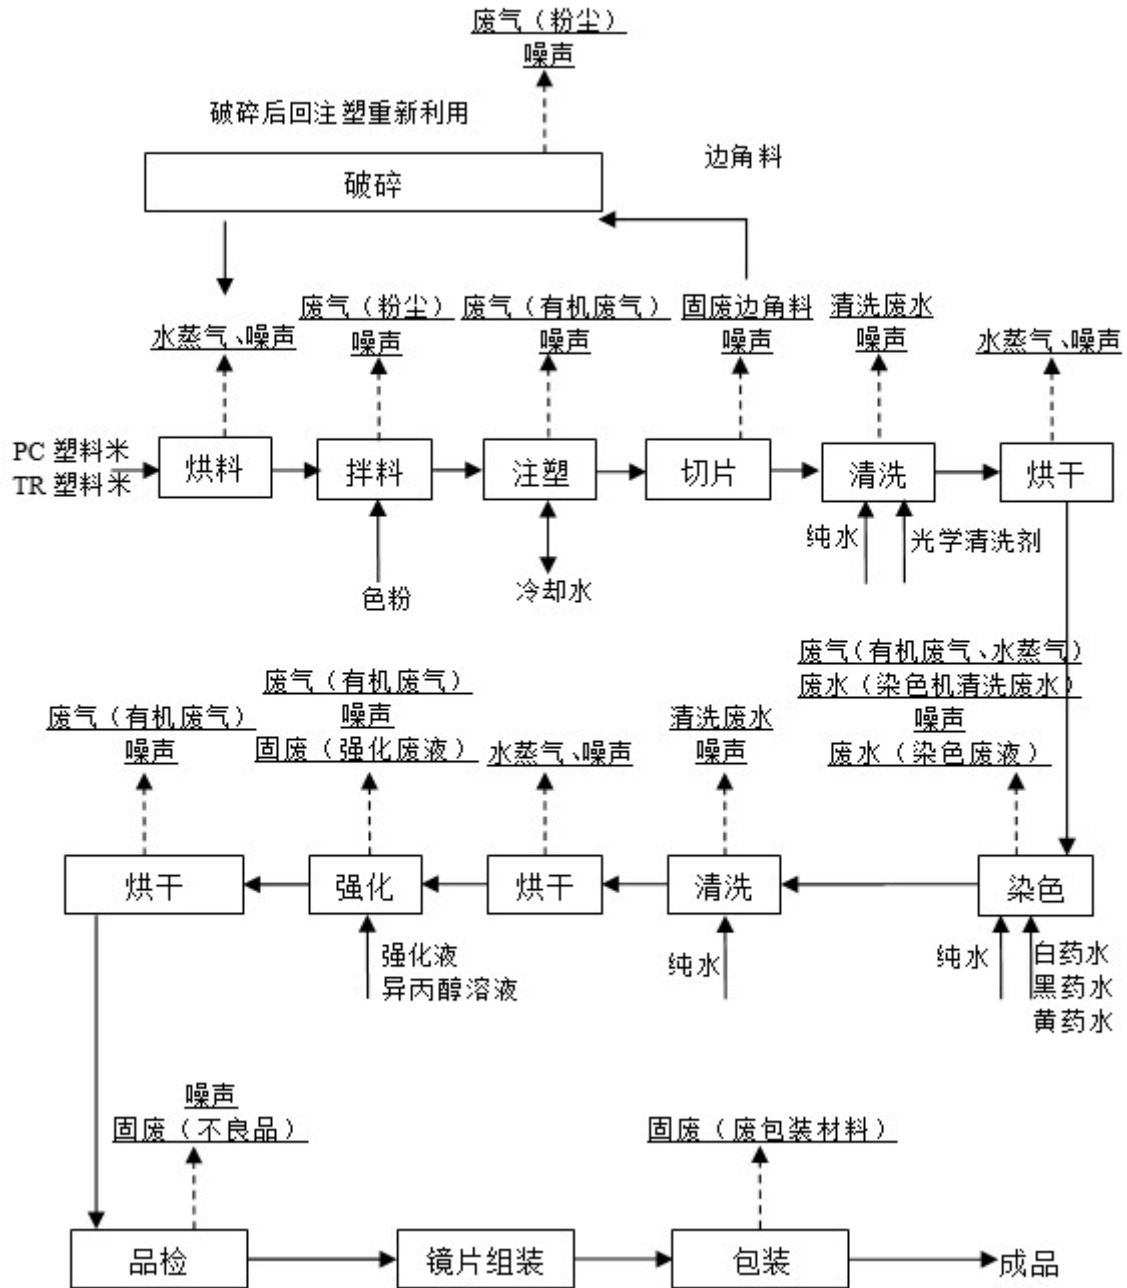 废气（粉尘）
噪声
破碎后回注塑重新利用
边角料
破碎
废气（粉尘）
噪声
废气（有机废气）
噪声
固废边角料
噪声
清洗废水
噪声
水蒸气、噪声
水蒸气、噪声
PC 塑料米
TR 塑料米
烘料
拌料
注塑
切片
清洗
烘干
纯水
光学清洗剂
色粉
冷却水
废气（有机废气）
噪声
废气（有机废气）
噪声
固废（强化废液）
水蒸气、噪声
清洗废水
噪声
废气（有机废气、水蒸气）
废水（染色机清洗废水）
噪声
废水（染色废液）
烘干
强化
烘干
清洗
染色
强化液
异丙醇溶液
纯水
纯水
白药水
黑药水
黄药水
噪声
固废（不良品）
固废（废包装材料）
品检
镜片组装
包装
成品